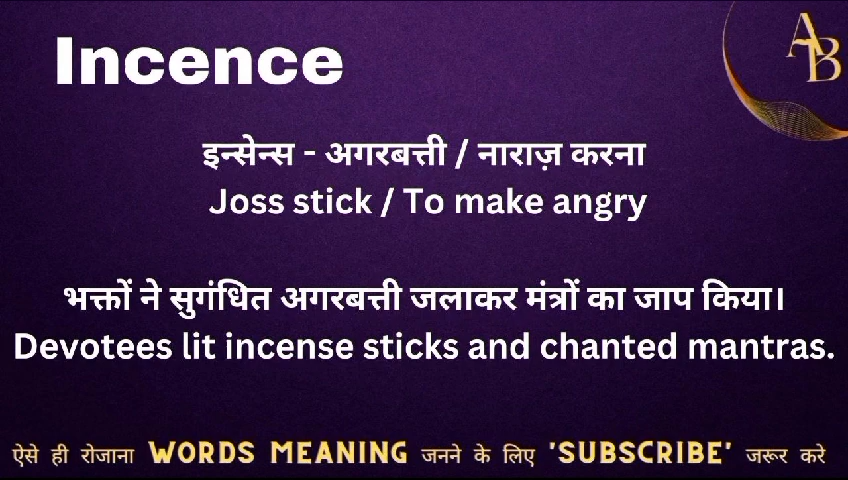 Incence
AB
इन्सेन्स - अगरबत्ती / नाराज़ करना
Joss stick / To make angry
भक्तों ने सुगंधित अगरबत्ती जलाकर मंत्रों का जाप किया।
Devotees lit incense sticks and chanted mantras.
ऐसे ही रोजाना WORDS MEANING जनने के लिए 'SUBSCRIBE' जरूर करे